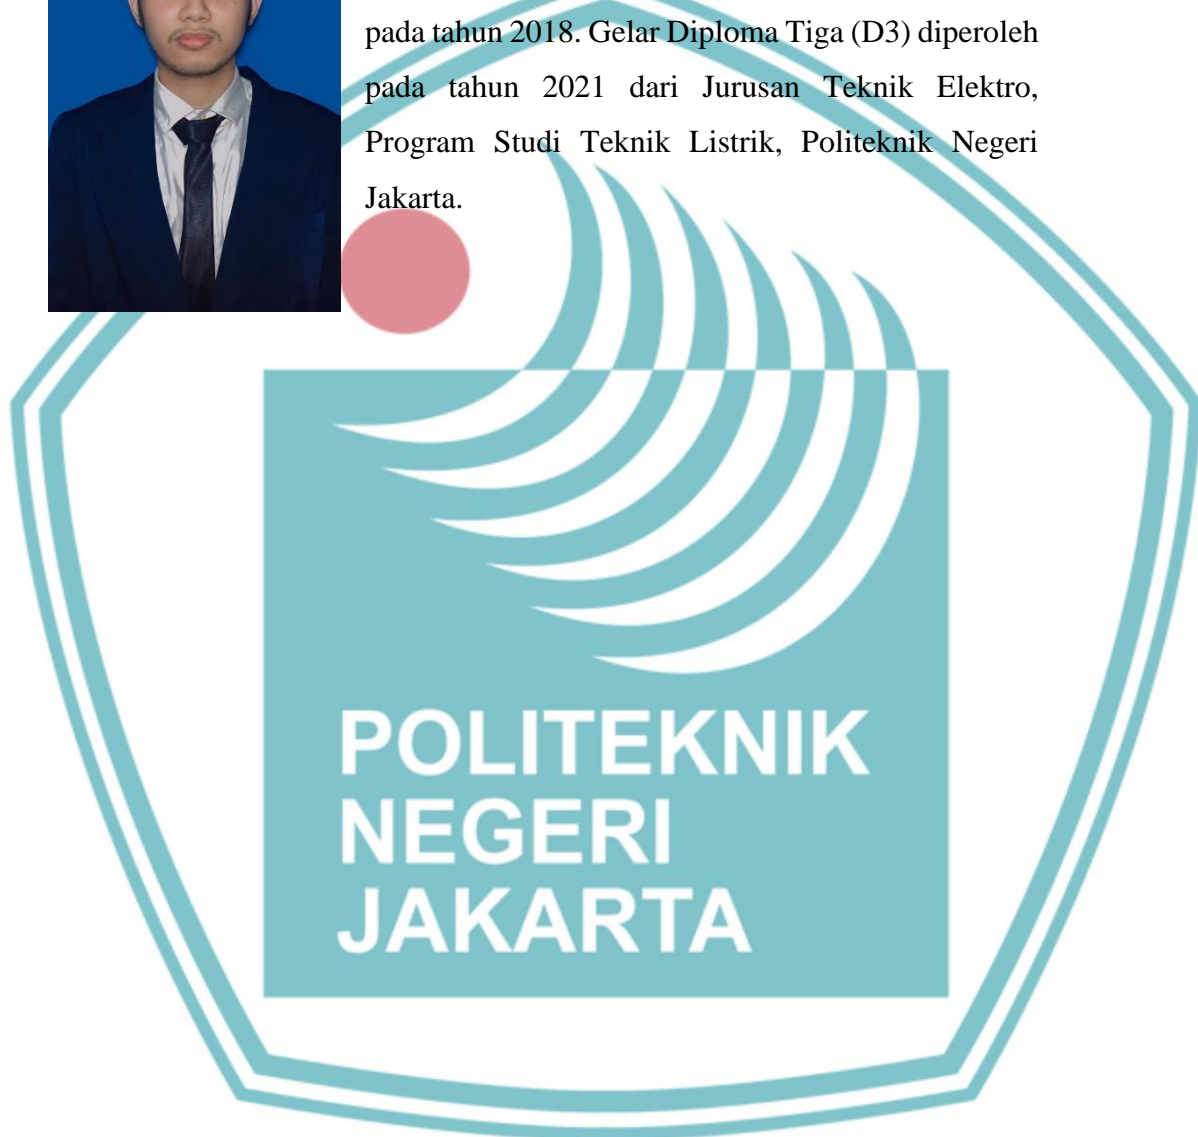 pada tahun 2018. Gelar Diploma Tiga (D3) diperoleh
pada tahun 2021 dari Jurusan Teknik Elektro,
Program Studi Teknik Listrik, Politeknik Negeri
Jakarta.
POLITEKNIK
NEGERI
JAKARTA